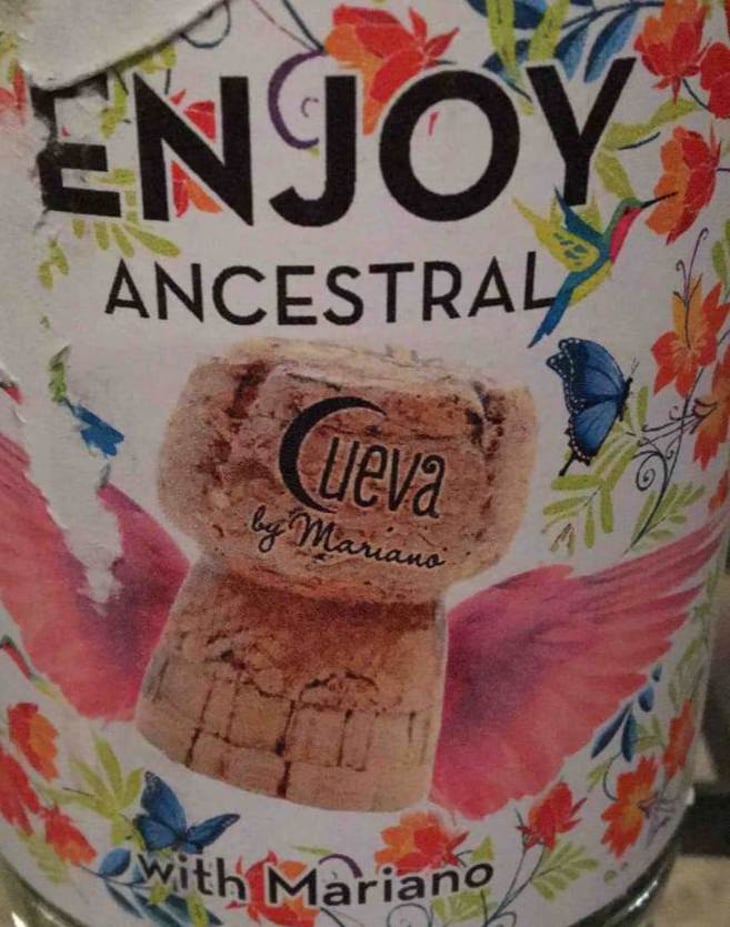 ENJOY
ANCESTRAL
Cueva
by Mariano
with Mariano